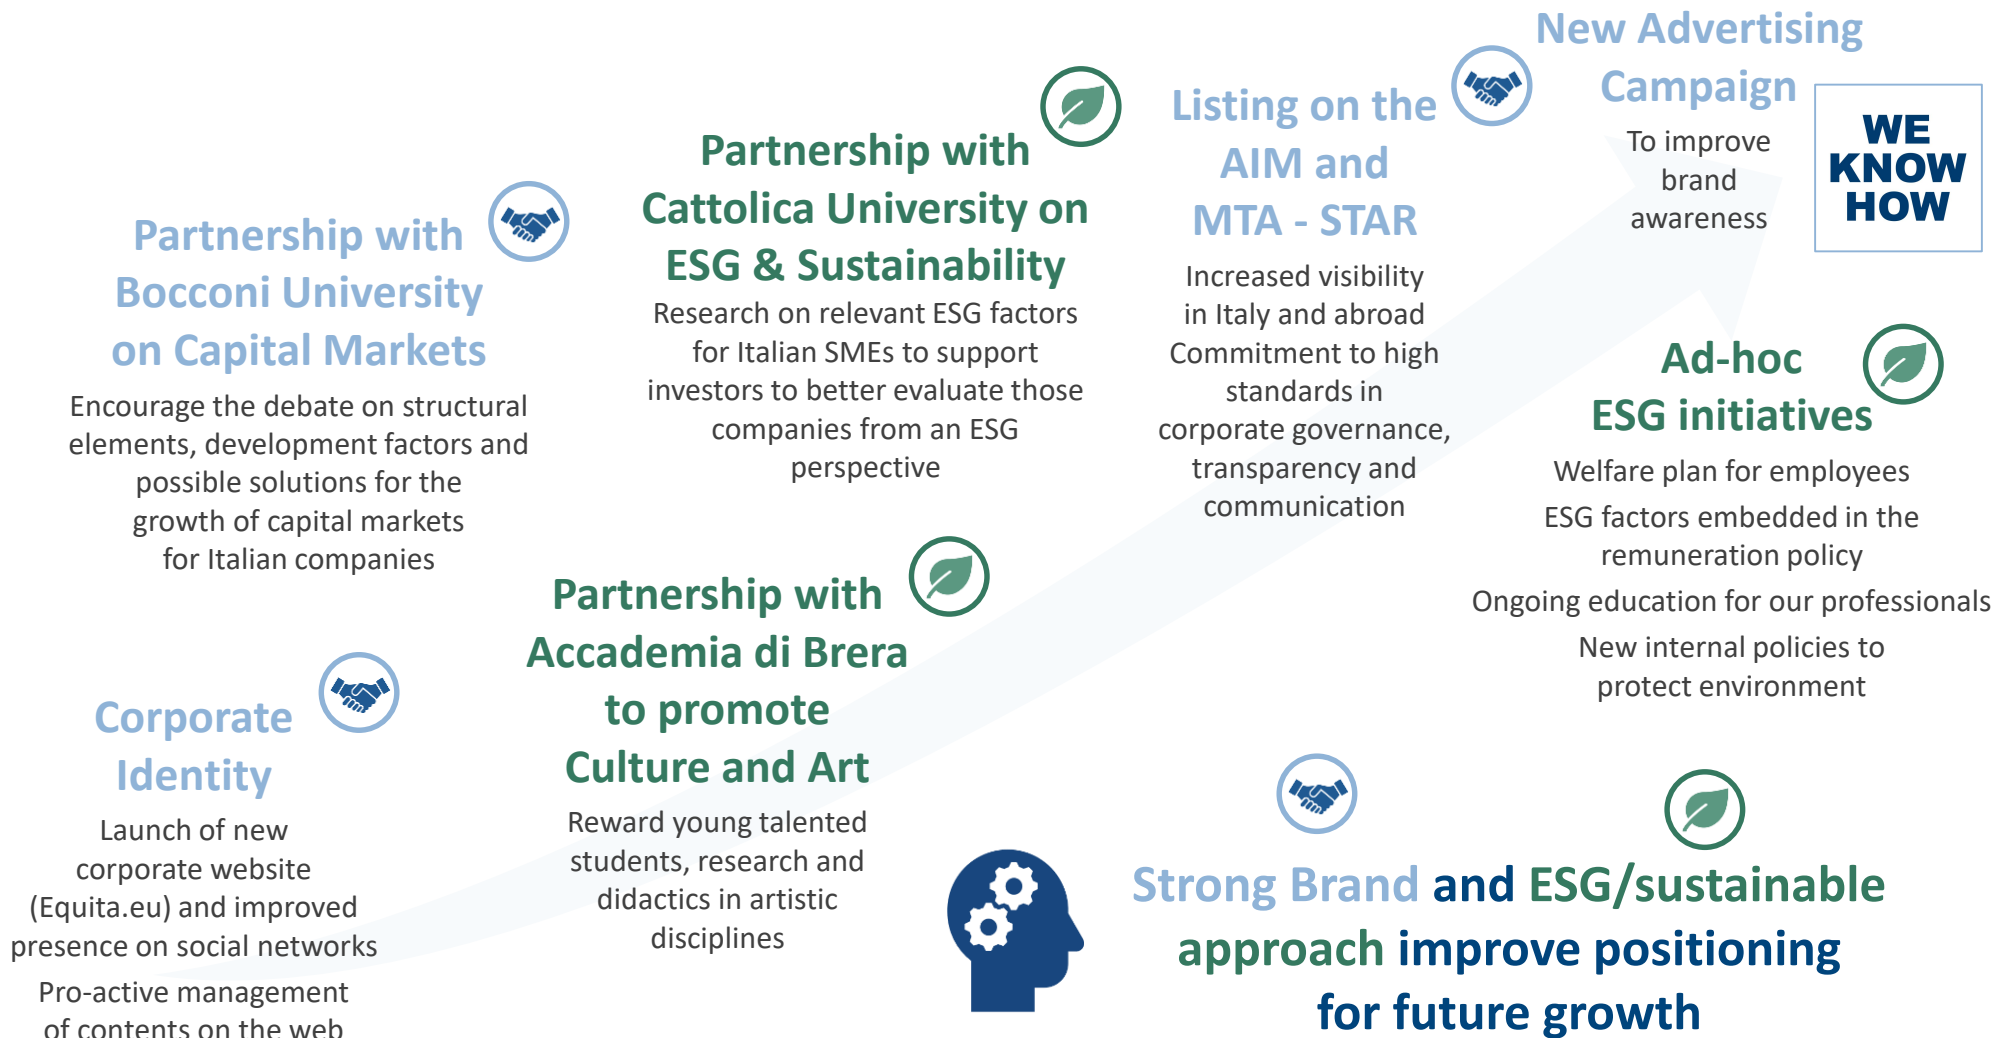 Partnership with
Bocconi University
on Capital Markets
Encourage the debate on structural
elements, development factors and
possible solutions for the
growth of capital markets
for Italian companies
Partnership with
Cattolica University on
ESG & Sustainability
Research on relevant ESG factors
for Italian SMEs to support
investors to better evaluate those
companies from an ESG
perspective
Listing on the
AIM and
MTA - STAR
Increased visibility
in Italy and abroad
Commitment to high
standards in
corporate governance,
transparency and
communication
New Advertising
Campaign
To improve
brand
awareness
WE
KNOW
HOW
Ad-hoc
ESG initiatives
Welfare plan for employees
ESG factors embedded in the
remuneration policy
Ongoing education for our professionals
New internal policies to
protect environment
Corporate
Identity
Launch of new
corporate website
(Equita.eu) and improved
presence on social networks
Pro-active management
of contents on the web
Partnership with
Accademia di Brera
to promote
Culture and Art
Reward young talented
students, research and
didactics in artistic
disciplines
Strong Brand and ESG/sustainable
approach improve positioning
for future growth